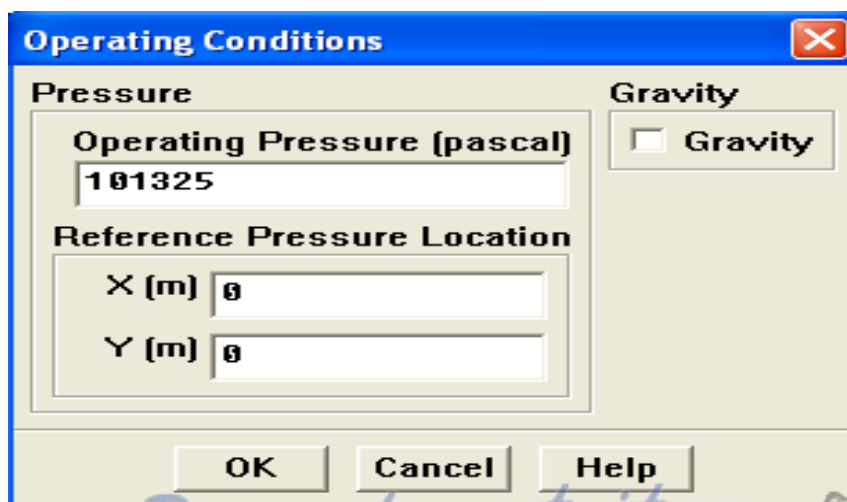 Operating Conditions
Pressure
Operating Pressure (pascal)
101325
Reference Pressure Location
X (m) 0
Y (m) 0
Gravity
Gravity
OK Cancel Help